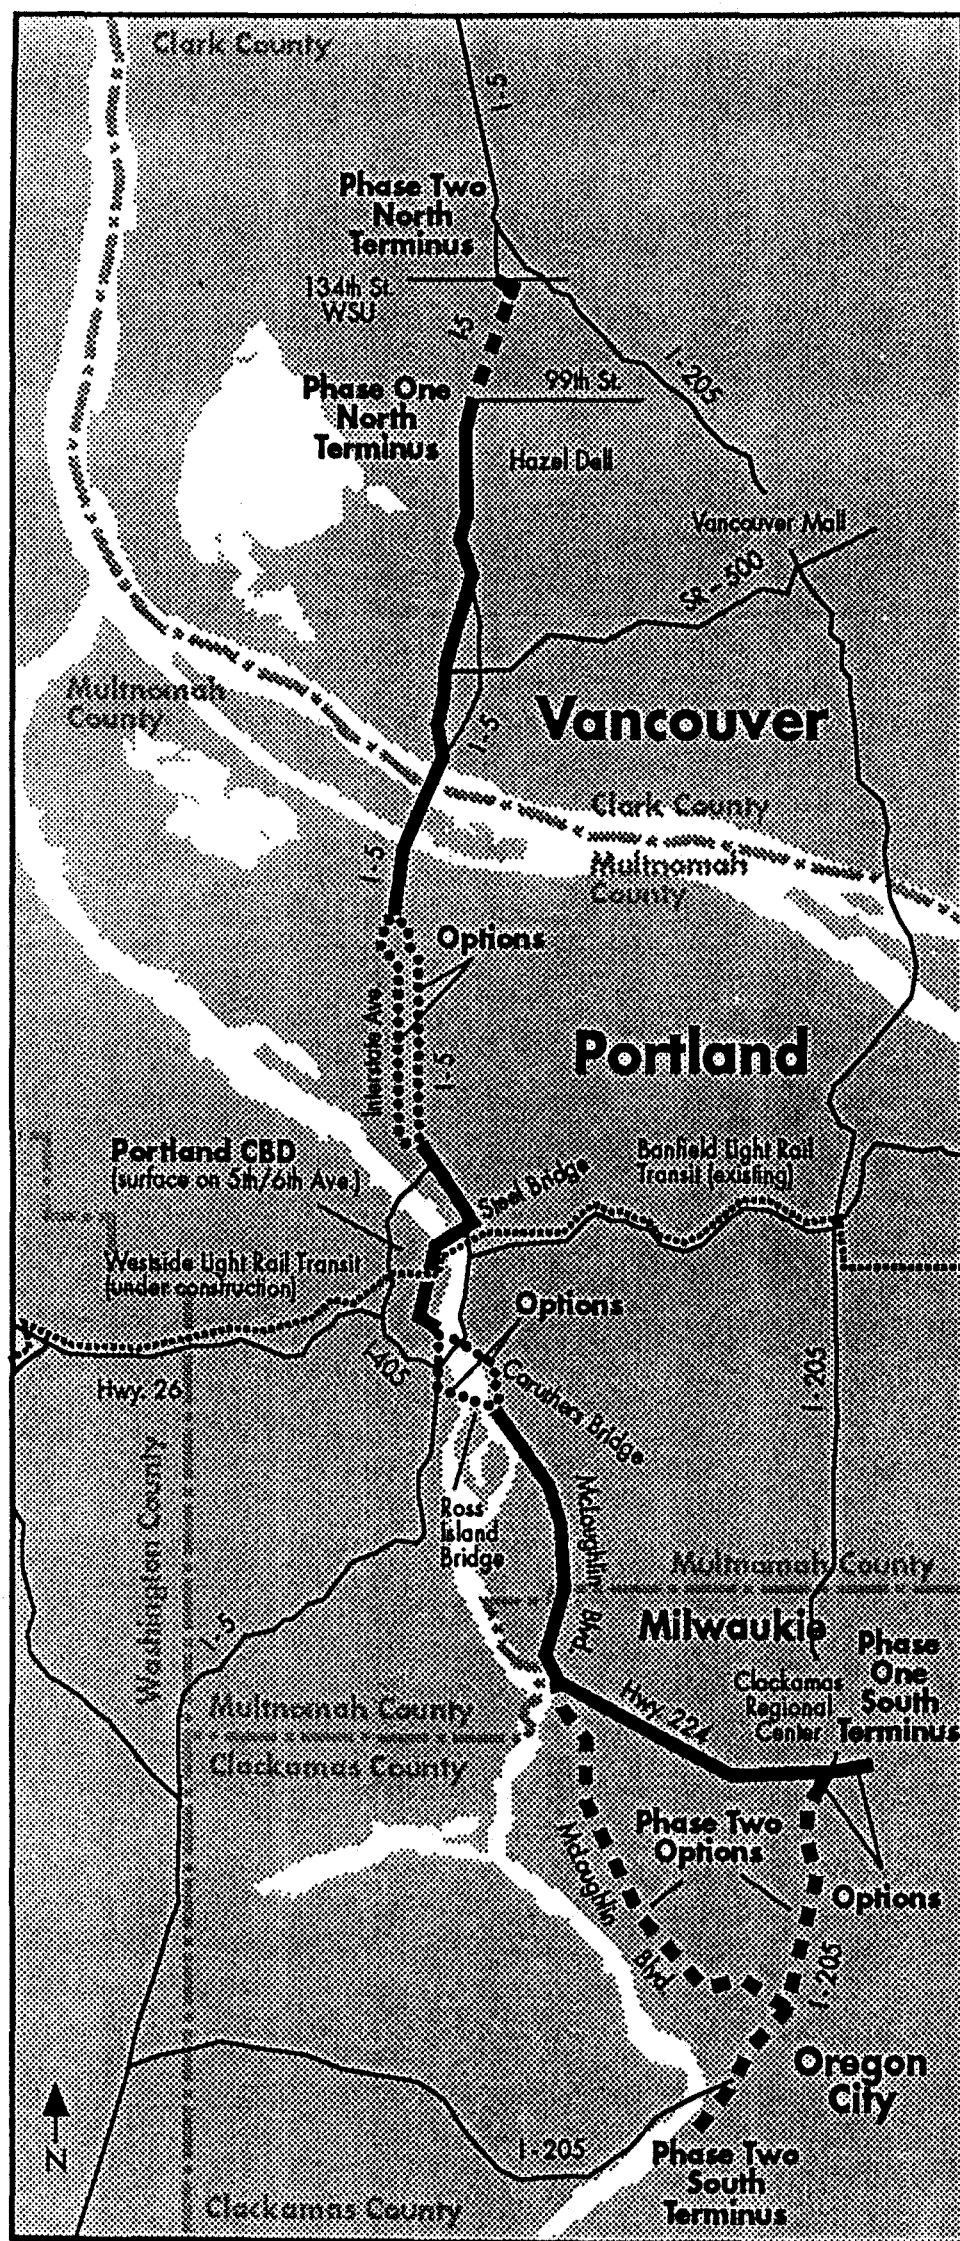 Clark County
I-5
Phase Two
North
Terminus
134th St.
WSU
I-5
I-205
99th St.
Phase One
North
Terminus
Hazel Dell
Vancouver Mall
SR-500
Multnomah
County
Vancouver
I-5
Clark County
Multnomah
County
I-5
Options
Interstate Ave.
I-5
Portland
Portland CBD
(surface on 5th/6th Ave.)
Banfield Light Rail
Transit (existing)
Steel Bridge
Westside Light Rail Transit
(under construction)
Options
I-405
Hwy. 26
Caruthers Bridge
I-205
Washington County
Ross
Island
Bridge
McLoughlin Blvd.
Multnomah County
Milwaukie
I-5
Phase
One
South
Terminus
Clackamas
Regional
Center
Hwy. 224
Multnomah County
Clackamas County
Phase Two
Options
McLoughlin Blvd.
Options
I-205
Oregon
City
N
I-205
Phase Two
South
Terminus
Clackamas County